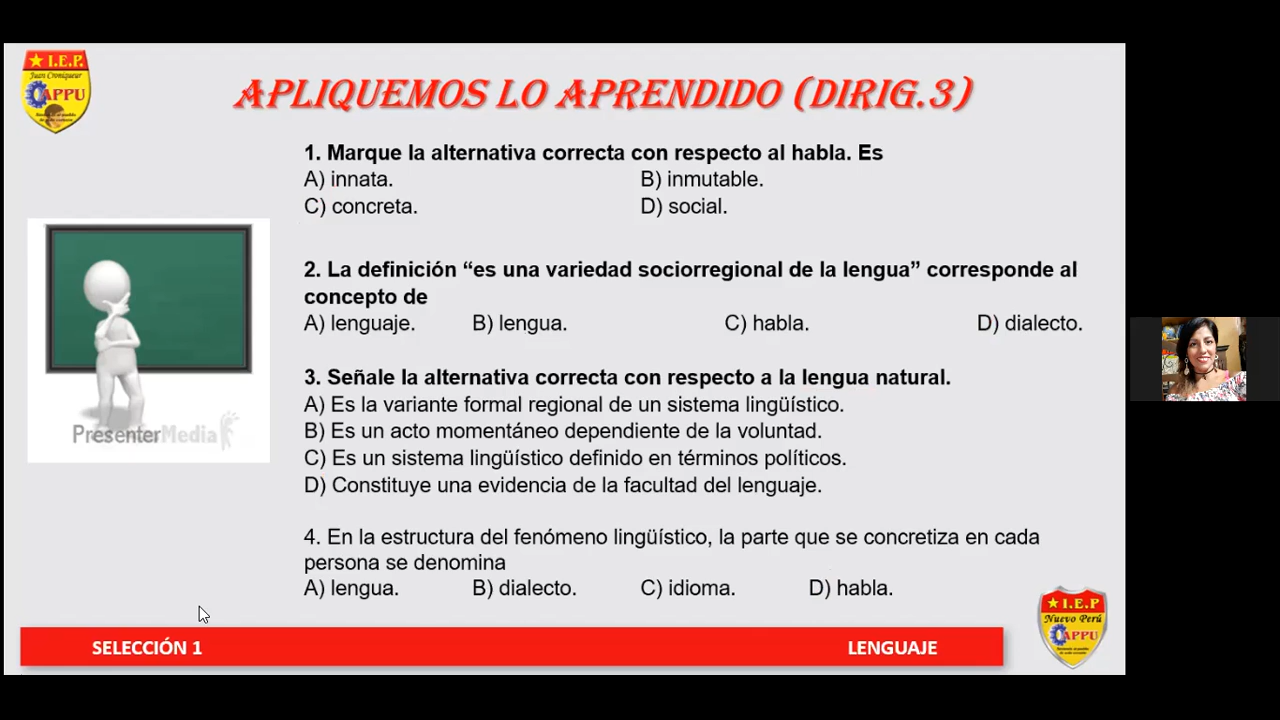 I.E.P.
Juan Croniqueur
APPU
APLIQUEMOS LO APRENDIDO (DIRIG.3)
1. Marque la alternativa correcta con respecto al habla. Es
A) innata. B) inmutable.
C) concreta. D) social.
2. La definición “es una variedad sociorregional de la lengua” corresponde al
concepto de
A) lenguaje. B) lengua. C) habla. D) dialecto.
3. Señale la alternativa correcta con respecto a la lengua natural.
A) Es la variante formal regional de un sistema lingüístico.
B) Es un acto momentáneo dependiente de la voluntad.
C) Es un sistema lingüístico definido en términos políticos.
D) Constituye una evidencia de la facultad del lenguaje.
PresenterMedia
4. En la estructura del fenómeno lingüístico, la parte que se concretiza en cada
persona se denomina
A) lengua. B) dialecto. C) idioma. D) habla.
I.E.P
Nuevo Perú
APPU
SELECCIÓN 1 LENGUAJE